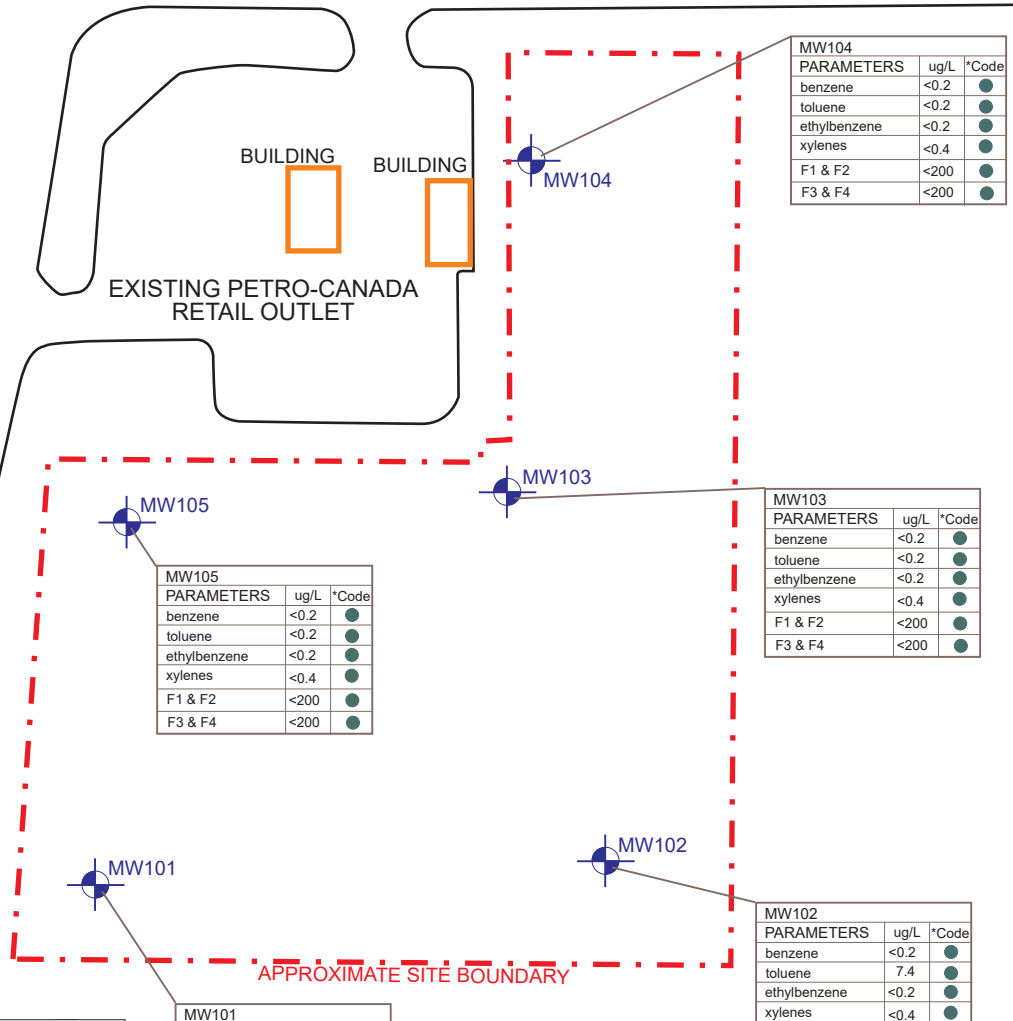 MW104
PARAMETERS ug/L *Code
benzene <0.2
toluene <0.2
ethylbenzene <0.2
xylenes <0.4
F1 & F2 <200
F3 & F4 <200
BUILDING
BUILDING
MW104
EXISTING PETRO-CANADA
RETAIL OUTLET
MW103
MW105
MW103
PARAMETERS ug/L *Code
benzene <0.2
toluene <0.2
ethylbenzene <0.2
xylenes <0.4
F1 & F2 <200
F3 & F4 <200
MW105
PARAMETERS ug/L *Code
benzene <0.2
toluene <0.2
ethylbenzene <0.2
xylenes <0.4
F1 & F2 <200
F3 & F4 <200
MW102
MW101
MW102
PARAMETERS ug/L *Code
benzene <0.2
toluene 7.4
ethylbenzene <0.2
xylenes <0.4
APPROXIMATE SITE BOUNDARY
MW101